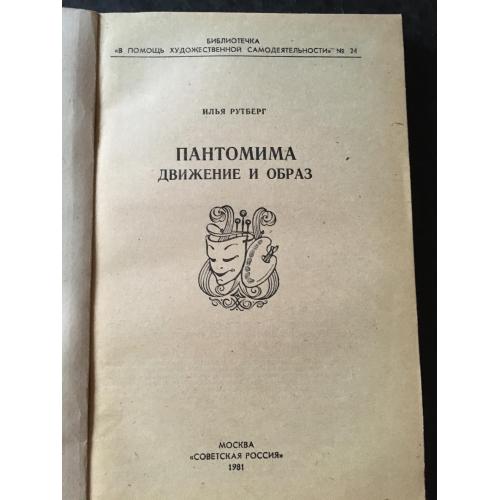 БИБЛИОТЕЧКА
«В ПОМОЩЬ ХУДОЖЕСТВЕННОЙ САМОДЕЯТЕЛЬНОСТИ» № 24
ИЛЬЯ РУТБЕРГ
ПАНТОМИМА
ДВИЖЕНИЕ И ОБРАЗ
МОСКВА
«СОВЕТСКАЯ РОССИЯ»
1981